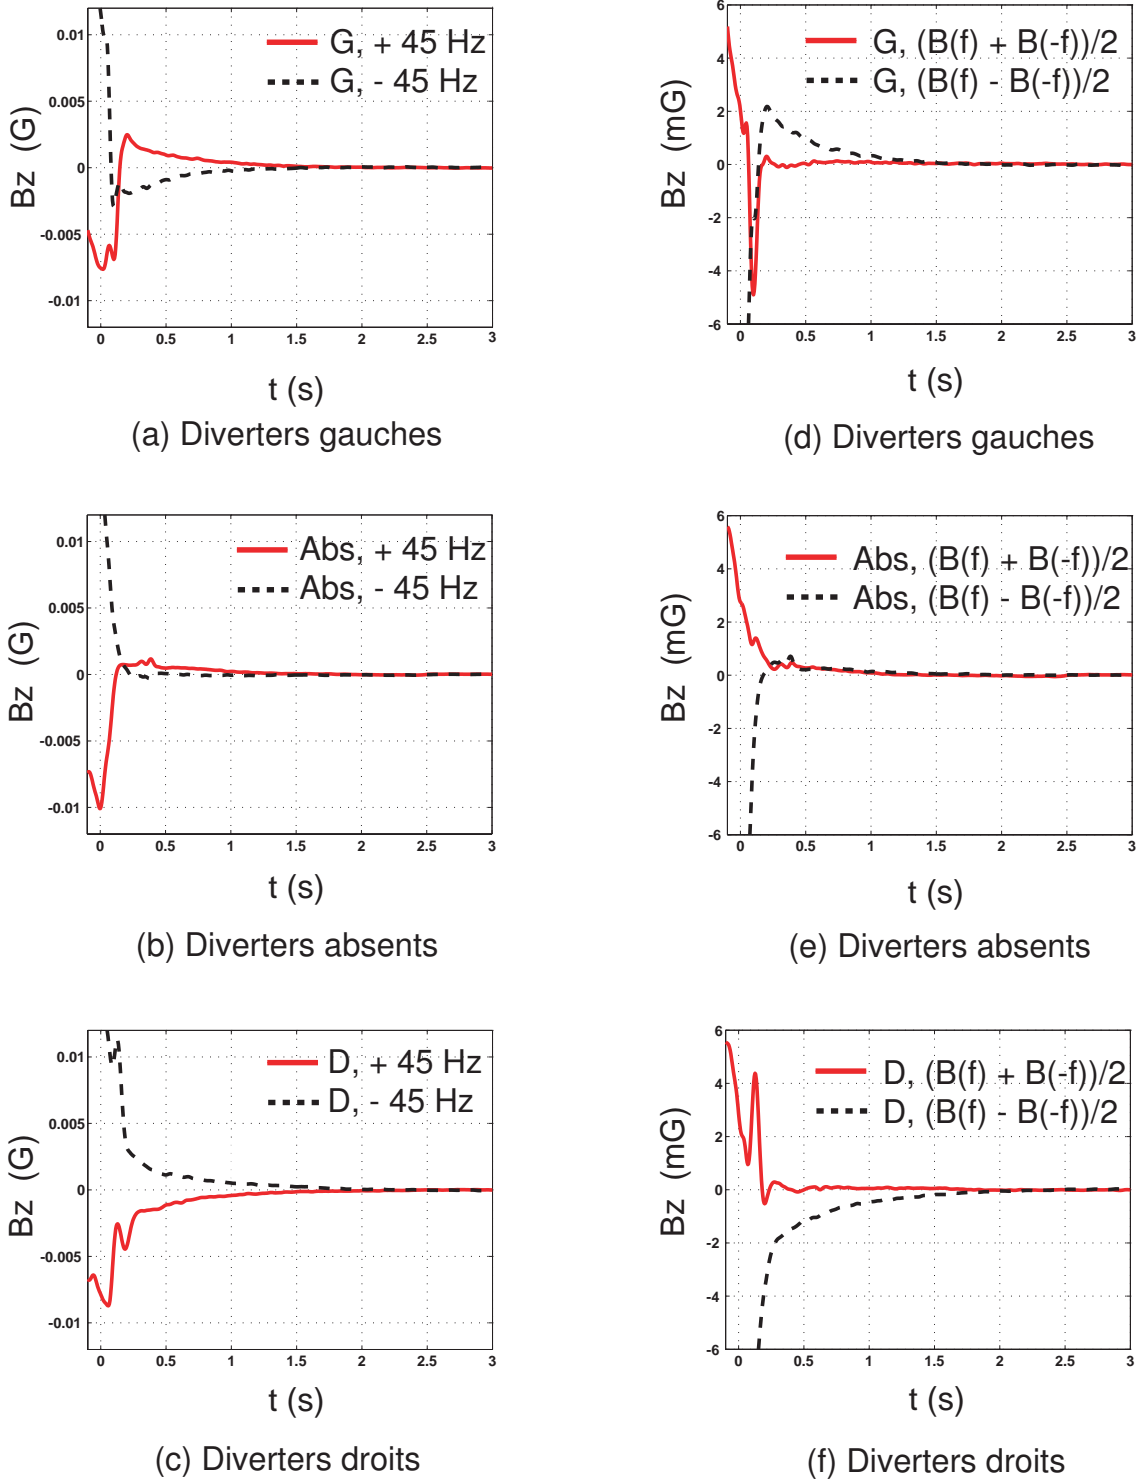 G, + 45 Hz
G, - 45 Hz
0.01
0.005
0
-0.005
-0.01
Bz (G)
0 0.5 1 1.5 2 2.5 3
t (s)
(a) Diverters gauches
G, (B(f) + B(-f))/2
G, (B(f) - B(-f))/2
6
4
2
0
-2
-4
-6
Bz (mG)
0 0.5 1 1.5 2 2.5 3
t (s)
(d) Diverters gauches
Abs, + 45 Hz
Abs, - 45 Hz
0.01
0.005
0
-0.005
-0.01
Bz (G)
0 0.5 1 1.5 2 2.5 3
t (s)
(b) Diverters absents
Abs, (B(f) + B(-f))/2
Abs, (B(f) - B(-f))/2
6
4
2
0
-2
-4
-6
Bz (mG)
0 0.5 1 1.5 2 2.5 3
t (s)
(e) Diverters absents
D, + 45 Hz
D, - 45 Hz
0.01
0.005
0
-0.005
-0.01
Bz (G)
0 0.5 1 1.5 2 2.5 3
t (s)
(c) Diverters droits
D, (B(f) + B(-f))/2
D, (B(f) - B(-f))/2
6
4
2
0
-2
-4
-6
Bz (mG)
0 0.5 1 1.5 2 2.5 3
t (s)
(f) Diverters droits